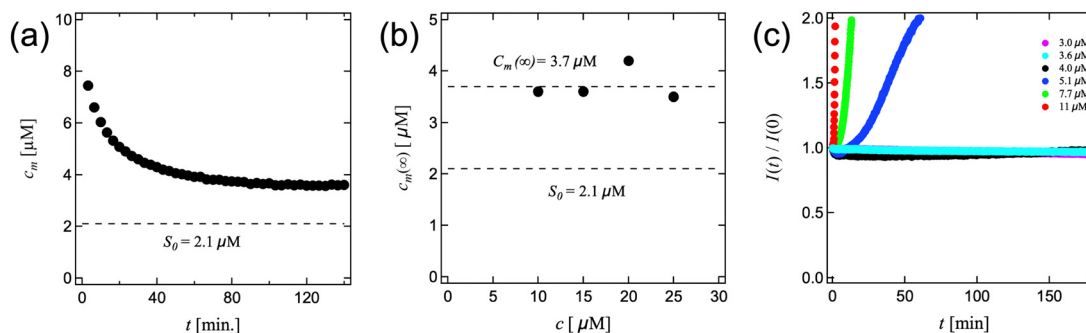 (a)
10
8
6
4
2
0
c_m [μM]
S_0 = 2.1 μM
0 40 80 120
t [min.]
(b)
5
4
3
2
1
0
c_m(∞) [μM]
C_m(∞) = 3.7 μM
S_0 = 2.1 μM
0 5 10 15 20 25 30
c [μM]
(c)
2.0
1.5
1.0
0.5
0.0
I(t) / I(0)
3.0 μM
3.6 μM
4.0 μM
5.1 μM
7.7 μM
11 μM
0 50 100 150
t [min]